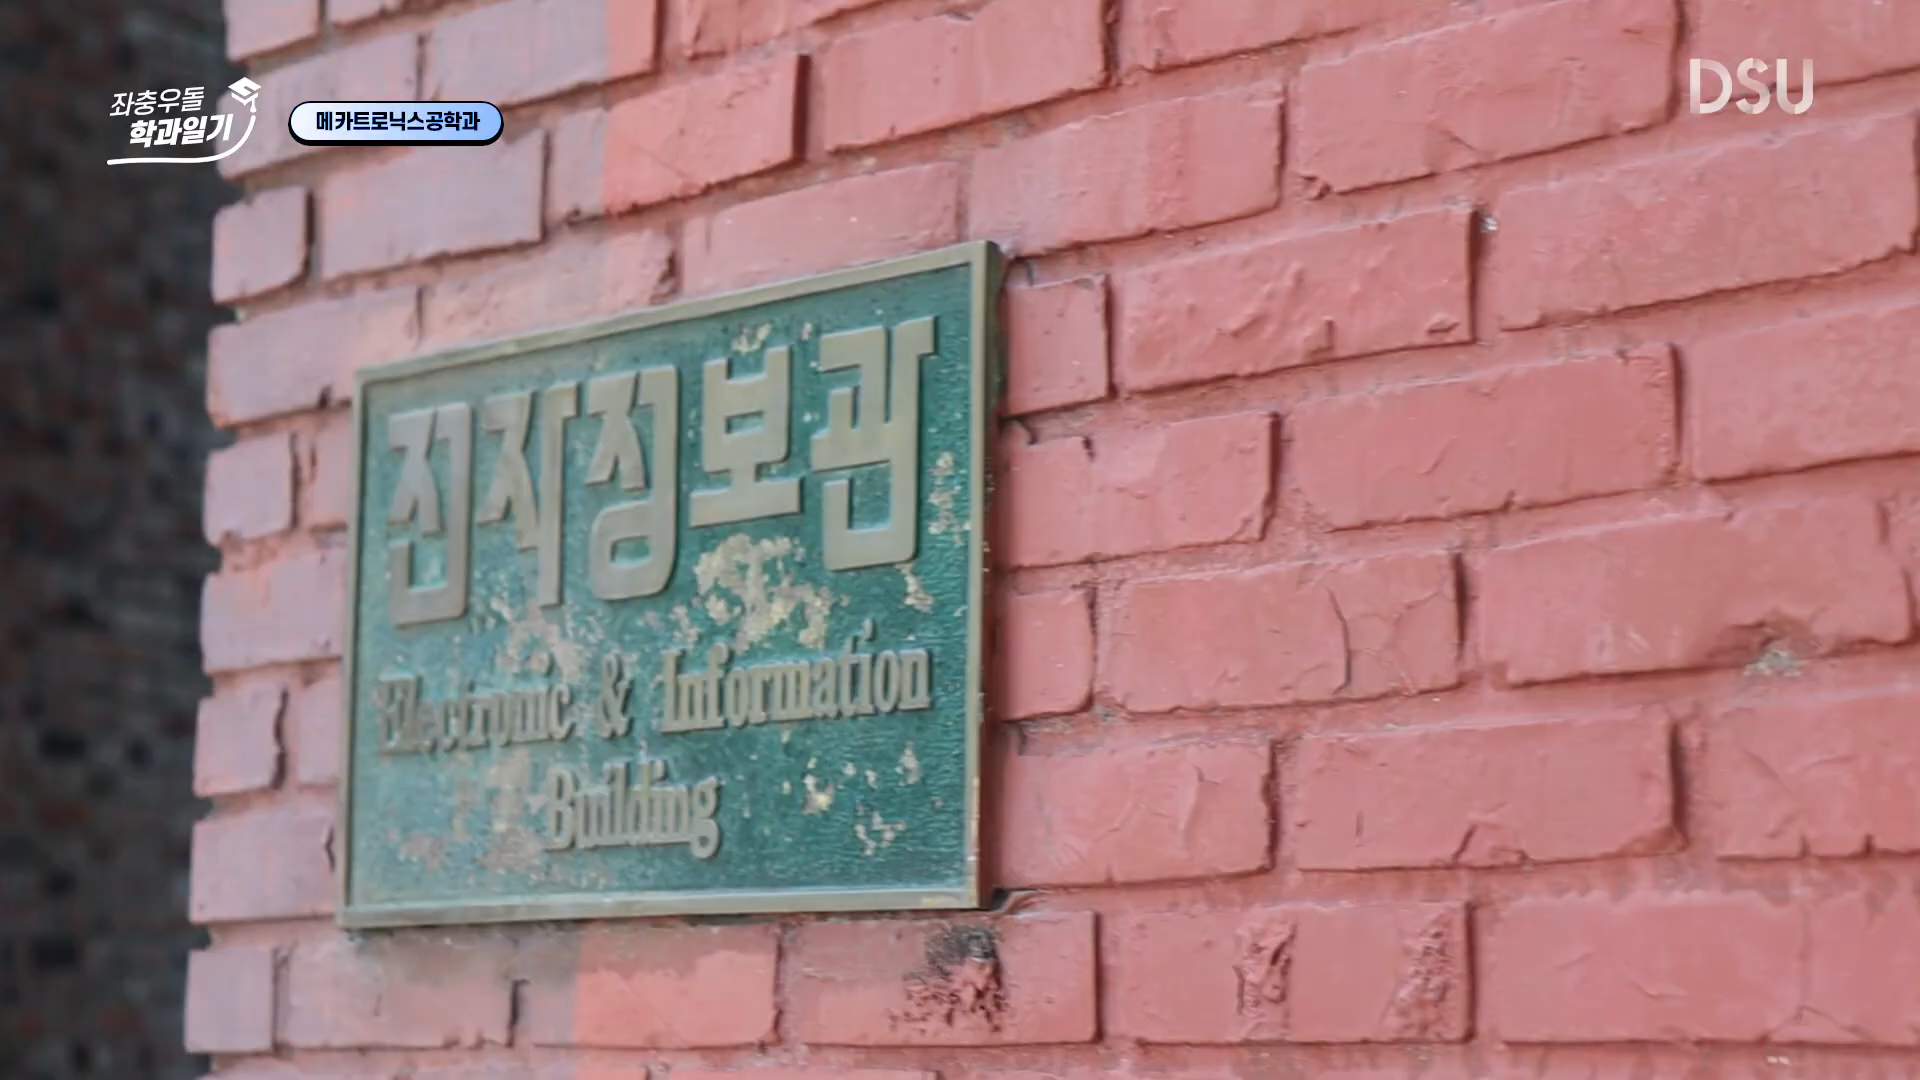 좌충우돌
학과일기
메카트로닉스공학과
DSU
전자정보관
Electronic & Information
Building